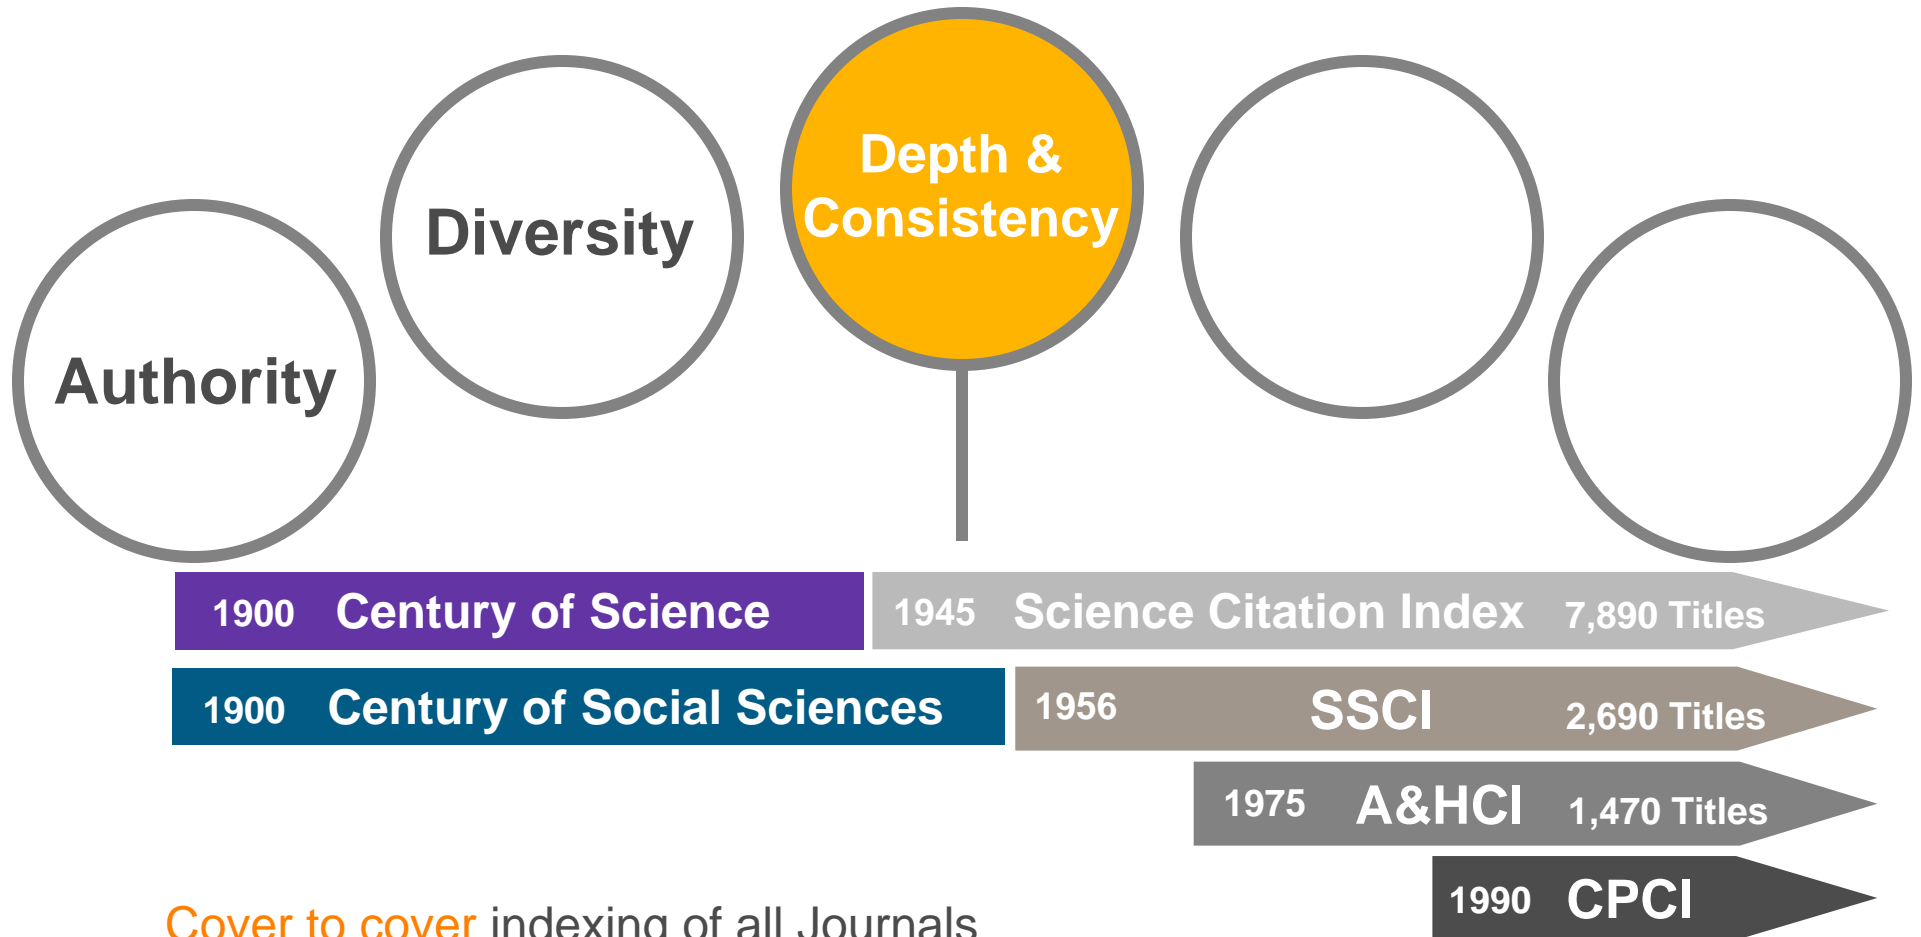 Authority
Diversity
Depth &
Consistency
1900 Century of Science
1945 Science Citation Index 7,890 Titles
1900 Century of Social Sciences
1956 SSCI 2,690 Titles
1975 A&HCI 1,470 Titles
1990 CPCI
Cover to cover indexing of all Journals